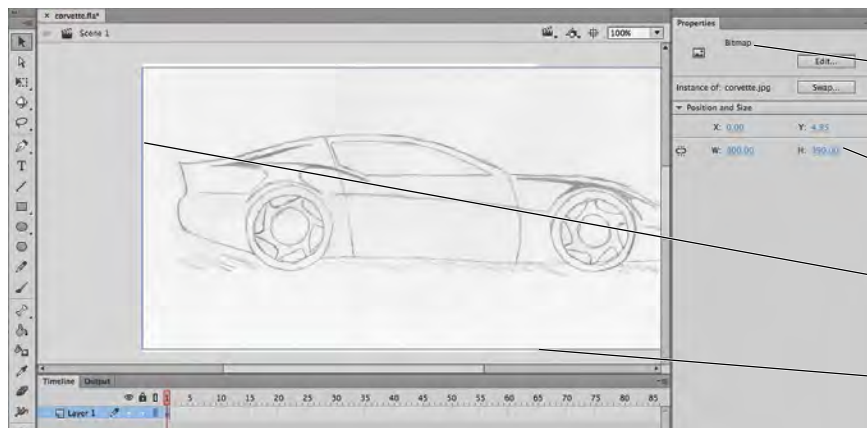 × corvette.fla*
Scene 1
100%
Properties
Bitmap
Edit...
Instance of: corvette.jpg
Swap...
Position and Size
X: 0.00 Y: 4.85
W: 800.00 H: 390.00
T
Timeline Output
1 5 10 15 20 25 30 35 40 45 50 55 60 65 70 75 80 85
Layer 1